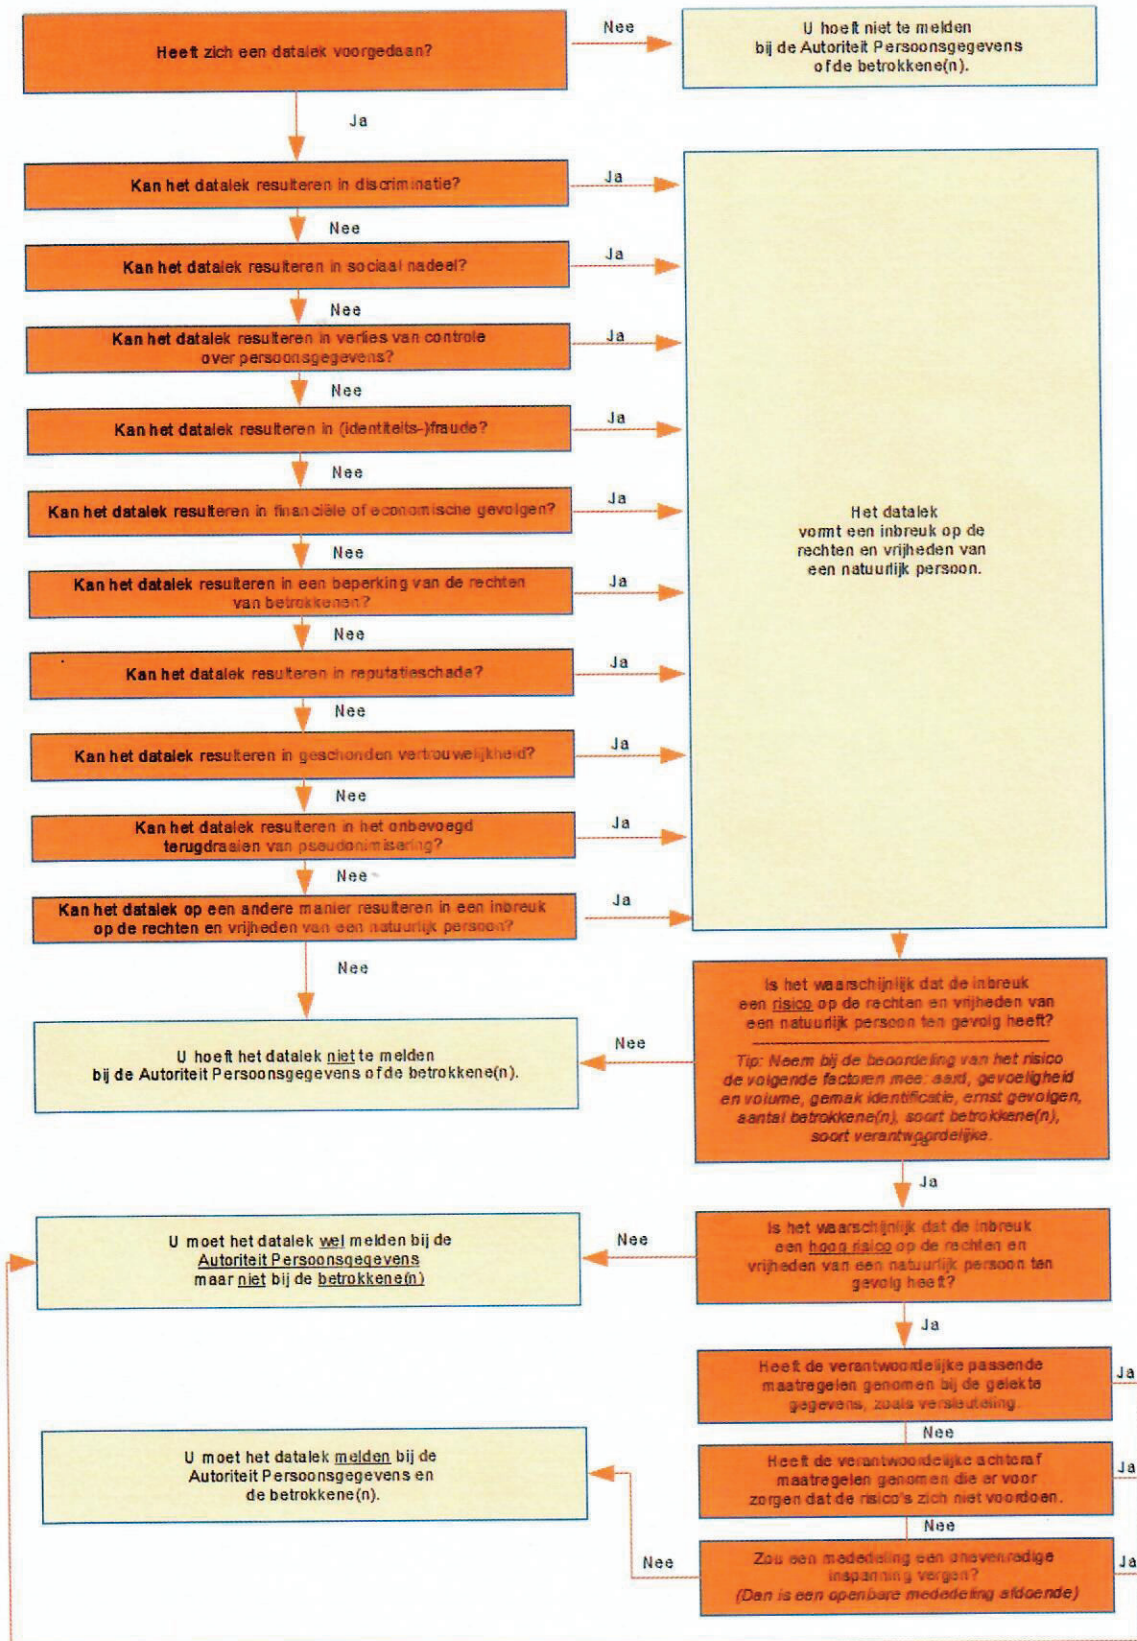 Heeft zich een datalek voorgedaan?
Nee
U hoeft niet te melden
bij de Autoriteit Persoonsgegevens
of de betrokkene(n).
Ja
Kan het datalek resulteren in discriminatie?
Ja
Nee
Kan het datalek resulteren in sociaal nadeel?
Ja
Nee
Kan het datalek resulteren in verlies van controle
over persoonsgegevens?
Ja
Nee
Kan het datalek resulteren in (identiteits-)fraude?
Ja
Nee
Kan het datalek resulteren in financiële of economische gevolgen?
Ja
Nee
Kan het datalek resulteren in een beperking van de rechten
van betrokkenen?
Ja
Nee
Kan het datalek resulteren in reputatieschade?
Ja
Nee
Kan het datalek resulteren in geschonden vertrouwelijkheid?
Ja
Nee
Kan het datalek resulteren in het onbevoegd
terugdraaien van pseudonimisering?
Ja
Nee
Kan het datalek op een andere manier resulteren in een inbreuk
op de rechten en vrijheden van een natuurlijk persoon?
Ja
Nee
Het datalek
vormt een inbreuk op de
rechten en vrijheden van
een natuurlijk persoon.
Is het waarschijnlijk dat de inbreuk
een risico op de rechten en vrijheden van
een natuurlijk persoon ten gevolg heeft?
Tip: Neem bij de beoordeling van het risico
de volgende factoren mee: aard, gevoeligheid
en volume, gemak identificatie, ernst gevolgen,
aantal betrokkene(n), soort betrokkene(n),
soort verantwoordelijke.
Nee
U hoeft het datalek niet te melden
bij de Autoriteit Persoonsgegevens of de betrokkene(n).
Ja
Is het waarschijnlijk dat de inbreuk
een hoog risico op de rechten en
vrijheden van een natuurlijk persoon ten
gevolg heeft?
Nee
U moet het datalek wel melden bij de
Autoriteit Persoonsgegevens
maar niet bij de betrokkene(n)
Ja
Heeft de verantwoordelijke passende
maatregelen genomen bij de gelekte
gegevens, zoals versleuteling.
Ja
Nee
Heeft de verantwoordelijke achteraf
maatregelen genomen die er voor
zorgen dat de risico's zich niet voordoen.
Ja
Nee
Zou een mededeling een onevenredige
inspanning vergen?
(Dan is een openbare mededeling afdoende)
Ja
Nee
U moet het datalek melden bij de
Autoriteit Persoonsgegevens en
de betrokkene(n).